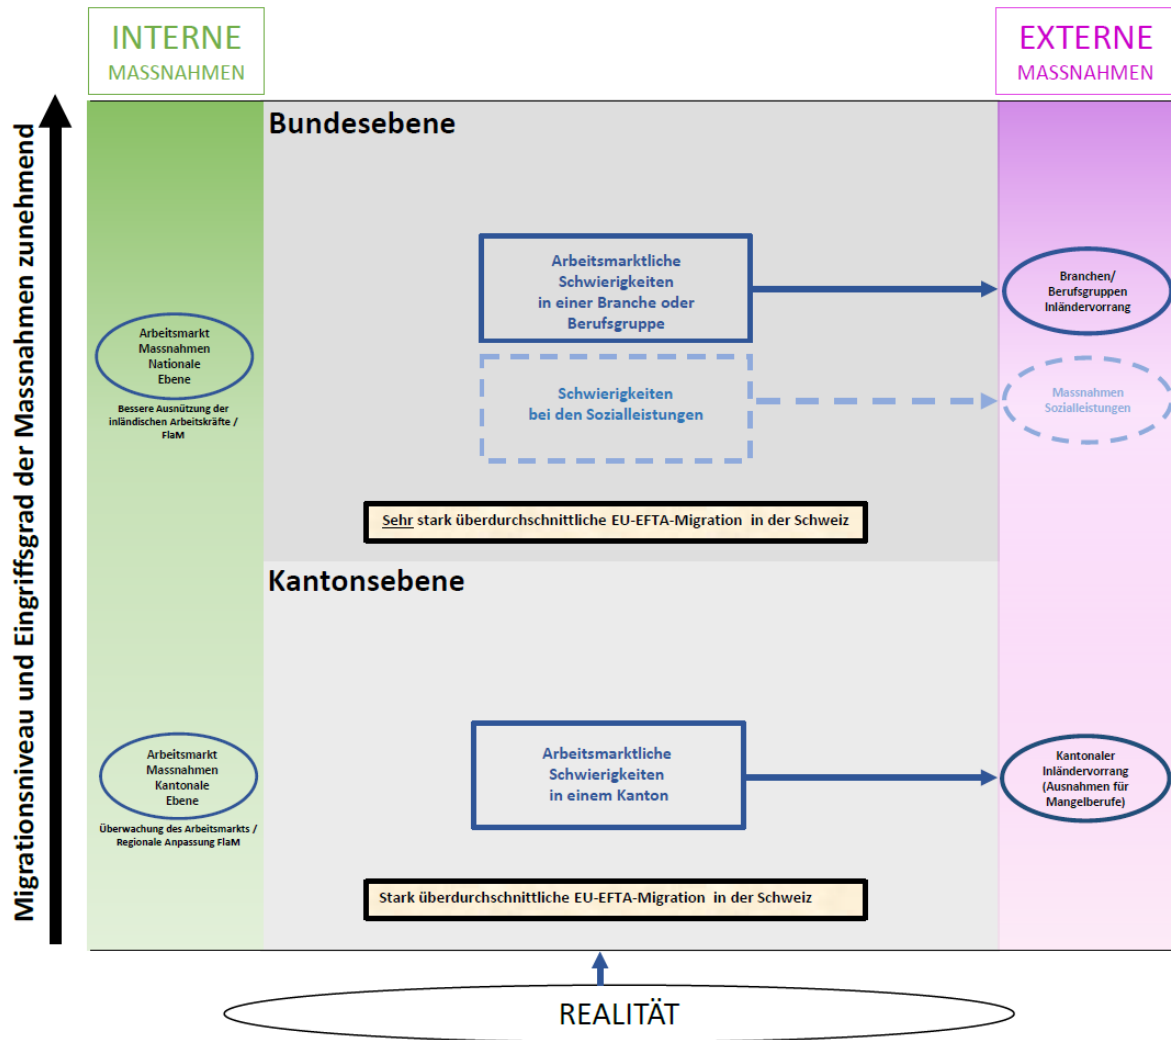 INTERNE
MASSNAHMEN
EXTERNE
MASSNAHMEN
Migrationsniveau und Eingriffsgrad der Massnahmen zunehmend
Bundesebene
Arbeitsmarktliche
Schwierigkeiten
in einer Branche oder
Berufsgruppe
Branchen/
Berufsgruppen
Inländervorrang
Arbeitsmarkt
Massnahmen
Nationale
Ebene
Bessere Ausnützung der
inländischen Arbeitskräfte /
FlaM
Schwierigkeiten
bei den Sozialleistungen
Massnahmen
Sozialleistungen
Sehr stark überdurchschnittliche EU-EFTA-Migration in der Schweiz
Kantonsebene
Arbeitsmarkt
Massnahmen
Kantonale
Ebene
Überwachung des Arbeitsmarkts /
Regionale Anpassung FlaM
Arbeitsmarktliche
Schwierigkeiten
in einem Kanton
Kantonaler
Inländervorrang
(Ausnahmen für
Mangelberufe)
Stark überdurchschnittliche EU-EFTA-Migration in der Schweiz
REALITÄT